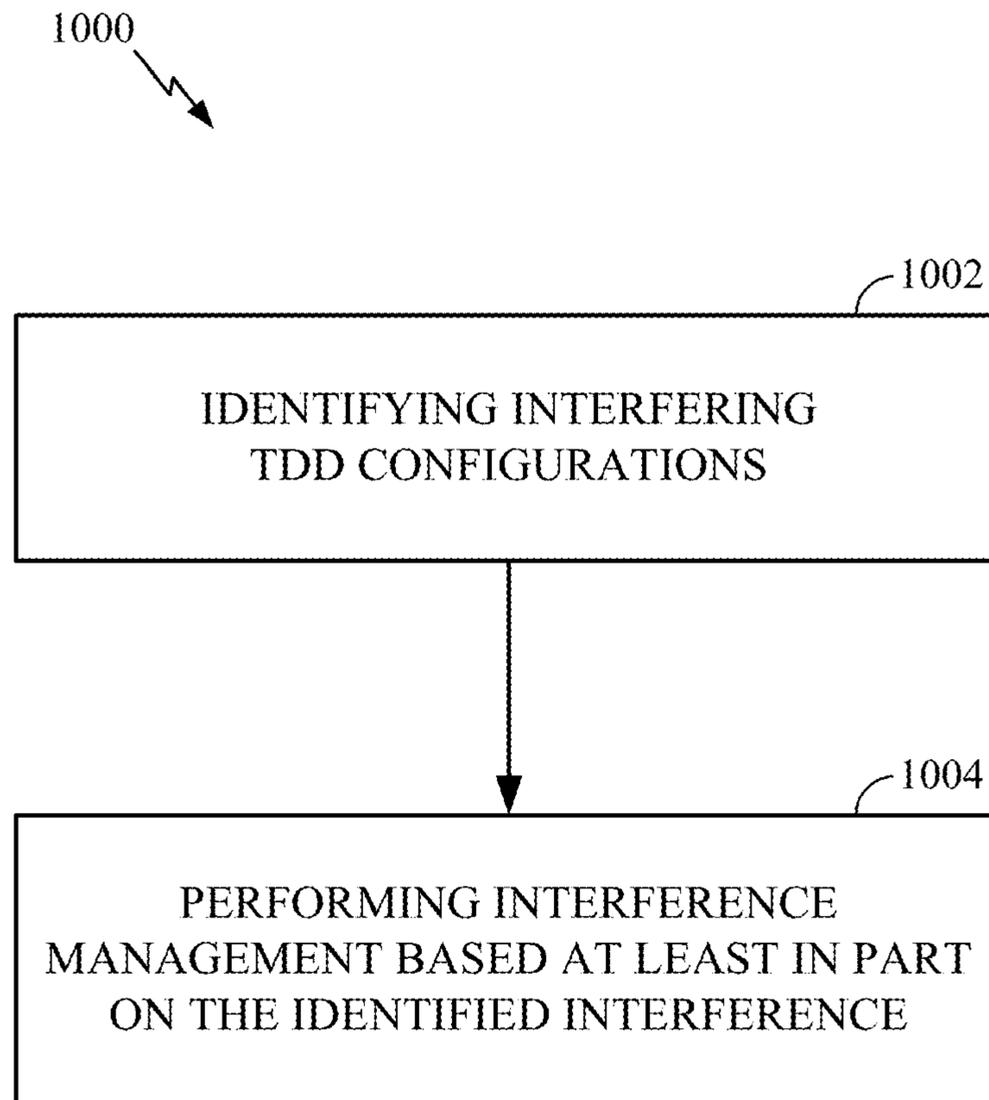 1000
1002
IDENTIFYING INTERFERING
TDD CONFIGURATIONS
1004
PERFORMING INTERFERENCE
MANAGEMENT BASED AT LEAST IN PART
ON THE IDENTIFIED INTERFERENCE